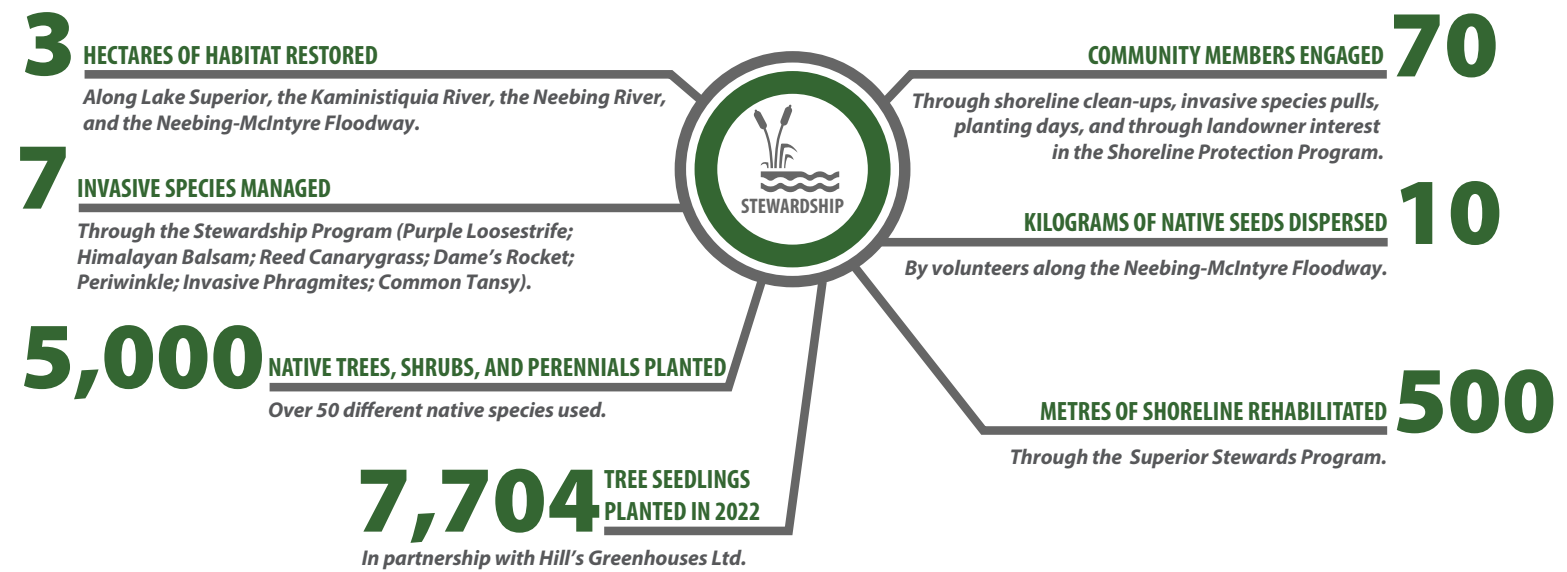 3
HECTARES OF HABITAT RESTORED
Along Lake Superior, the Kaministiquia River, the Neebing River,
and the Neebing-McIntyre Floodway.
7
INVASIVE SPECIES MANAGED
Through the Stewardship Program (Purple Loosestrife;
Himalayan Balsam; Reed Canarygrass; Dame’s Rocket;
Periwinkle; Invasive Phragmites; Common Tansy).
5,000
NATIVE TREES, SHRUBS, AND PERENNIALS PLANTED
Over 50 different native species used.
7,704
TREE SEEDLINGS
PLANTED IN 2022
In partnership with Hill’s Greenhouses Ltd.
STEWARDSHIP
COMMUNITY MEMBERS ENGAGED
70
Through shoreline clean-ups, invasive species pulls,
planting days, and through landowner interest
in the Shoreline Protection Program.
KILOGRAMS OF NATIVE SEEDS DISPERSED
10
By volunteers along the Neebing-McIntyre Floodway.
METRES OF SHORELINE REHABILITATED
500
Through the Superior Stewards Program.